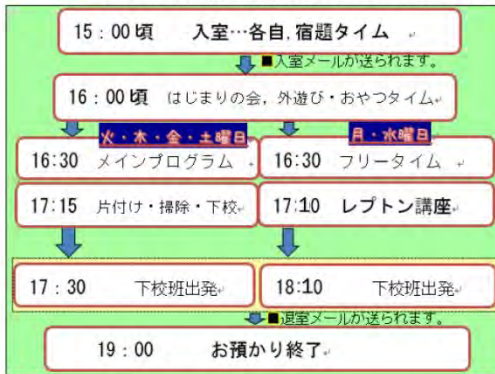 15：00頃　入室…各自,宿題タイム
■入室メールが送られます。
16：00頃　はじまりの会，外遊び・おやつタイム
火・木・金・土曜日
16:30　メインプログラム
17:15　片付け・掃除・下校
17：30　下校班出発
月・水曜日
16:30　フリータイム
17:10　レプトン講座
18:10　下校班出発
■退室メールが送られます。
19：00　お預かり終了